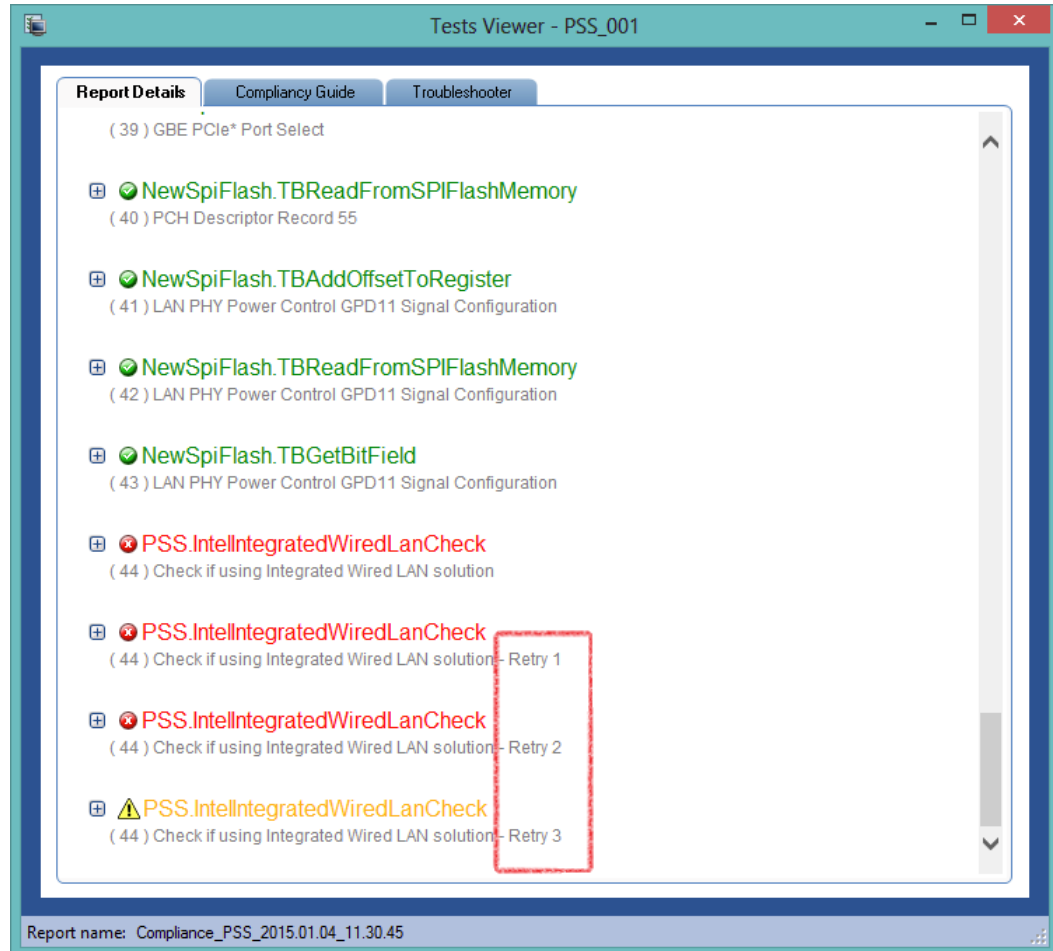 Tests Viewer - PSS_001
Report Details Compliancy Guide Troubleshooter
( 39 ) GBE PCIe* Port Select
NewSpiFlash.TBReadFromSPIFlashMemory
( 40 ) PCH Descriptor Record 55
NewSpiFlash.TBAddOffsetToRegister
( 41 ) LAN PHY Power Control GPD11 Signal Configuration
NewSpiFlash.TBReadFromSPIFlashMemory
( 42 ) LAN PHY Power Control GPD11 Signal Configuration
NewSpiFlash.TBGetBitField
( 43 ) LAN PHY Power Control GPD11 Signal Configuration
PSS.IntelIntegratedWiredLanCheck
( 44 ) Check if using Integrated Wired LAN solution
PSS.IntelIntegratedWiredLanCheck
( 44 ) Check if using Integrated Wired LAN solution - Retry 1
PSS.IntelIntegratedWiredLanCheck
( 44 ) Check if using Integrated Wired LAN solution - Retry 2
PSS.IntelIntegratedWiredLanCheck
( 44 ) Check if using Integrated Wired LAN solution - Retry 3
Report name: Compliance_PSS_2015.01.04_11.30.45